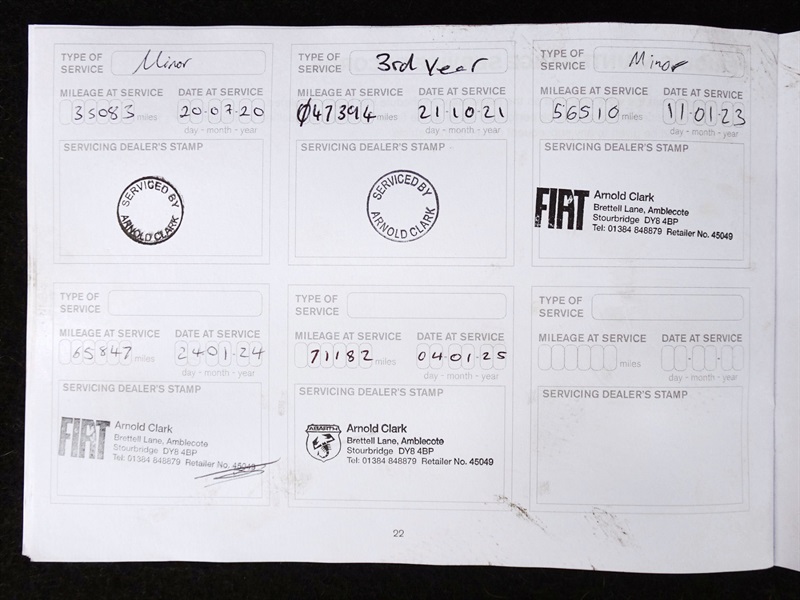 TYPE OF SERVICE Minor
MILEAGE AT SERVICE DATE AT SERVICE
35083 miles 20-07-20
day - month - year
SERVICING DEALER'S STAMP
SERVICED BY
ARNOLD CLARK
TYPE OF SERVICE 3rd year
MILEAGE AT SERVICE DATE AT SERVICE
047394 miles 21-10-21
day - month - year
SERVICING DEALER'S STAMP
SERVICED BY
ARNOLD CLARK
TYPE OF SERVICE Minor
MILEAGE AT SERVICE DATE AT SERVICE
56510 miles 11-01-23
day - month - year
SERVICING DEALER'S STAMP
FIAT
Arnold Clark
Brettell Lane, Amblecote
Stourbridge DY8 4BP
Tel: 01384 848879 Retailer No. 45049
TYPE OF SERVICE
MILEAGE AT SERVICE DATE AT SERVICE
65847 miles 24-01-24
day - month - year
SERVICING DEALER'S STAMP
FIAT
Arnold Clark
Brettell Lane, Amblecote
Stourbridge DY8 4BP
Tel: 01384 848879 Retailer No. 45049
TYPE OF SERVICE
MILEAGE AT SERVICE DATE AT SERVICE
71182 miles 04-01-25
day - month - year
SERVICING DEALER'S STAMP
ABARTH
Arnold Clark
Brettell Lane, Amblecote
Stourbridge DY8 4BP
Tel: 01384 848879 Retailer No. 45049
TYPE OF SERVICE
MILEAGE AT SERVICE DATE AT SERVICE
miles
day - month - year
SERVICING DEALER'S STAMP
22